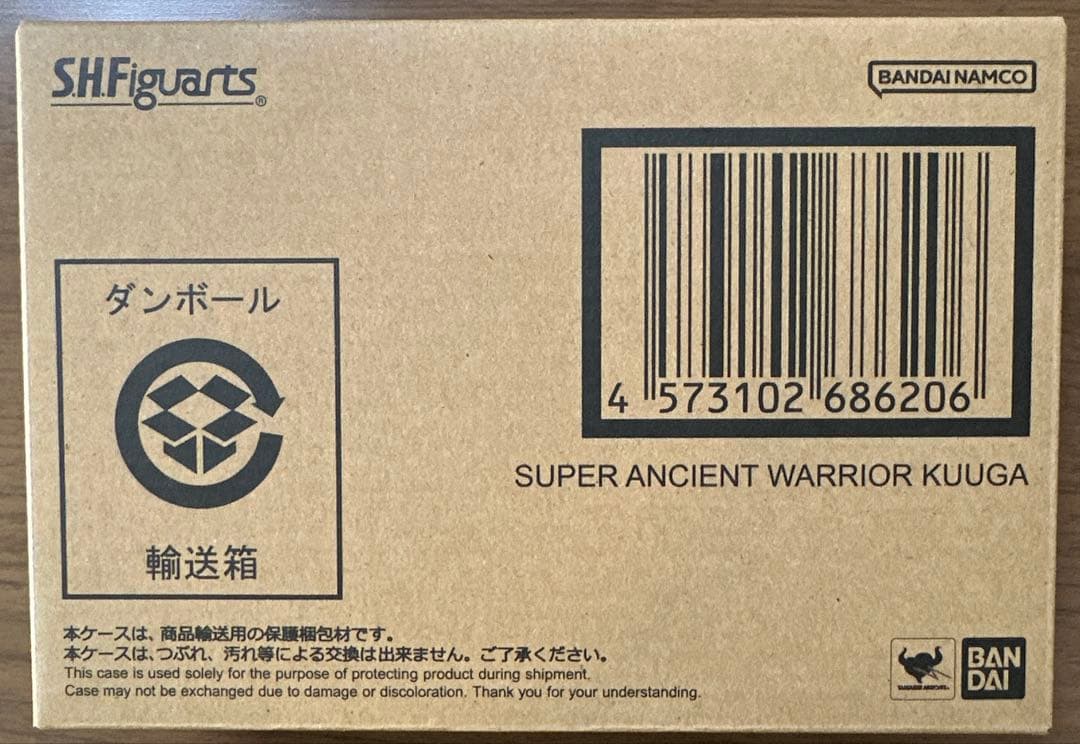 S.H.Figuarts®
BANDAI NAMCO
4 573102 686206
SUPER ANCIENT WARRIOR KUUGA
ダンボール
輸送箱
本ケースは、商品輸送用の保護梱包材です。
本ケースは、つぶれ、汚れ等による交換は出来ません。ご了承ください。
This case is used solely for the purpose of protecting product during shipment.
Case may not be exchanged due to damage or discoloration. Thank you for your understanding.
TAMASHII NATIONS
BAN
DAI